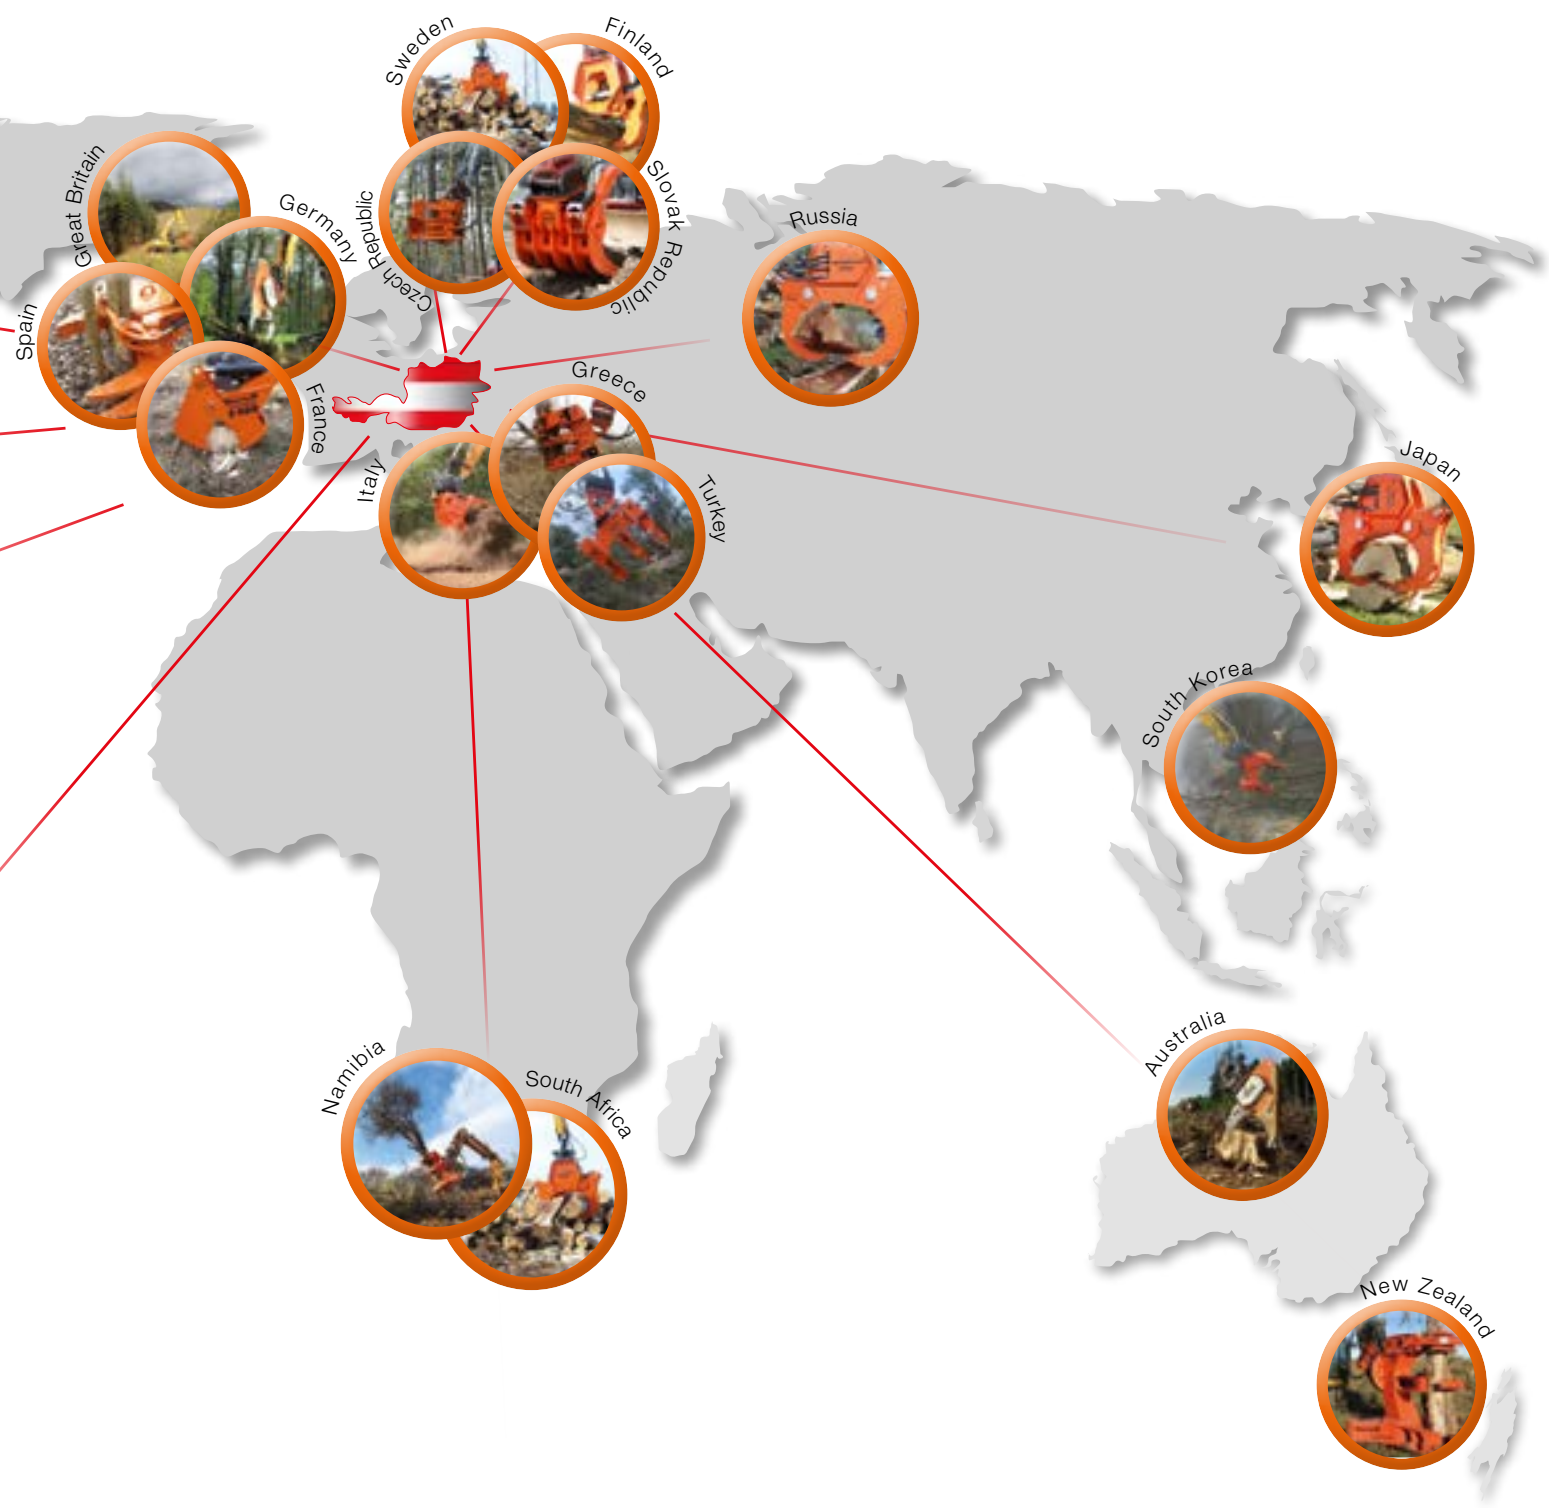 Sweden
Finland
Great Britain
Germany
Czech Republic
Slovak Republic
Russia
Spain
France
Greece
Italy
Turkey
Japan
South Korea
Namibia
South Africa
Australia
New Zealand